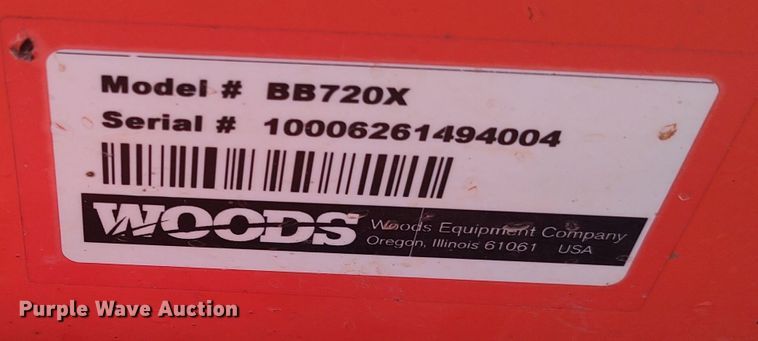 Model # BB720X
Serial # 10006261494004
WOODS
Woods Equipment Company
Oregon, Illinois 61061 USA
Purple Wave Auction